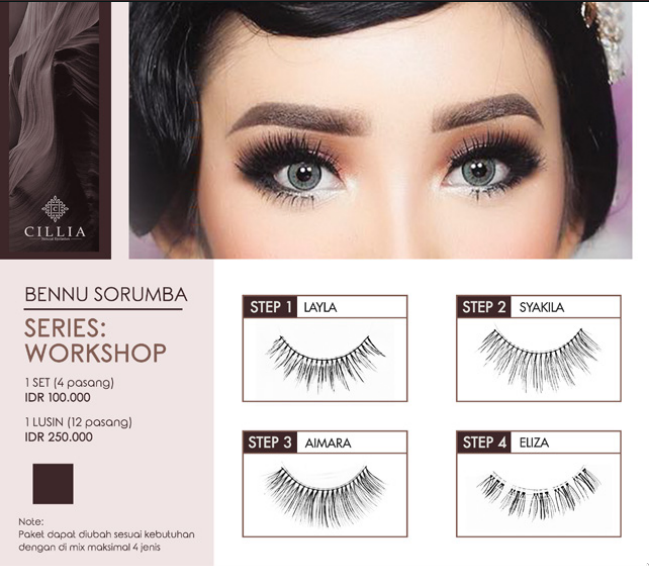 CILLIA
BENNU SORUMBA
SERIES:
WORKSHOP
1 SET (4 pasang)
IDR 100.000
1 LUSIN (12 pasang)
IDR 250.000
Note:
Paket dapat diubah sesuai kebutuhan
dengan di mix maksimal 4 jenis
STEP 1 LAYLA
STEP 2 SYAKILA
STEP 3 AIMARA
STEP 4 ELIZA